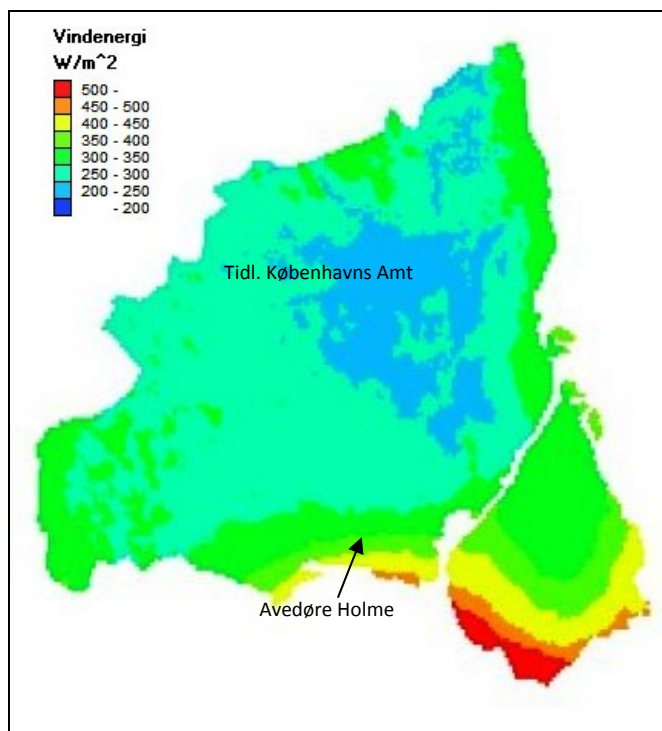 Vindenergi
W/m^2
500 -
450 - 500
400 - 450
350 - 400
300 - 350
250 - 300
200 - 250
- 200
Tidl. Københavns Amt
Avedøre Holme